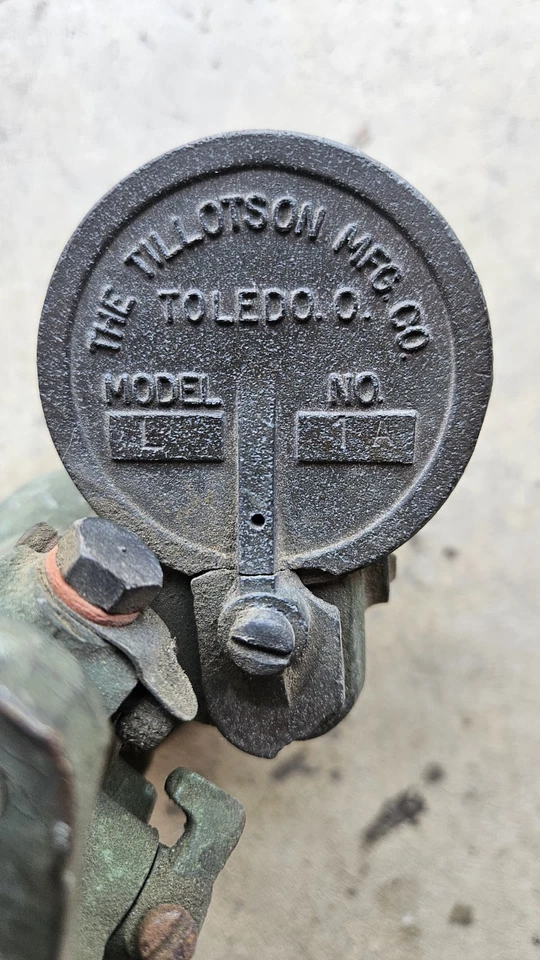 THE TILLOTSON MFG. CO.
TOLEDO. O.
MODEL NO.
L 1 A